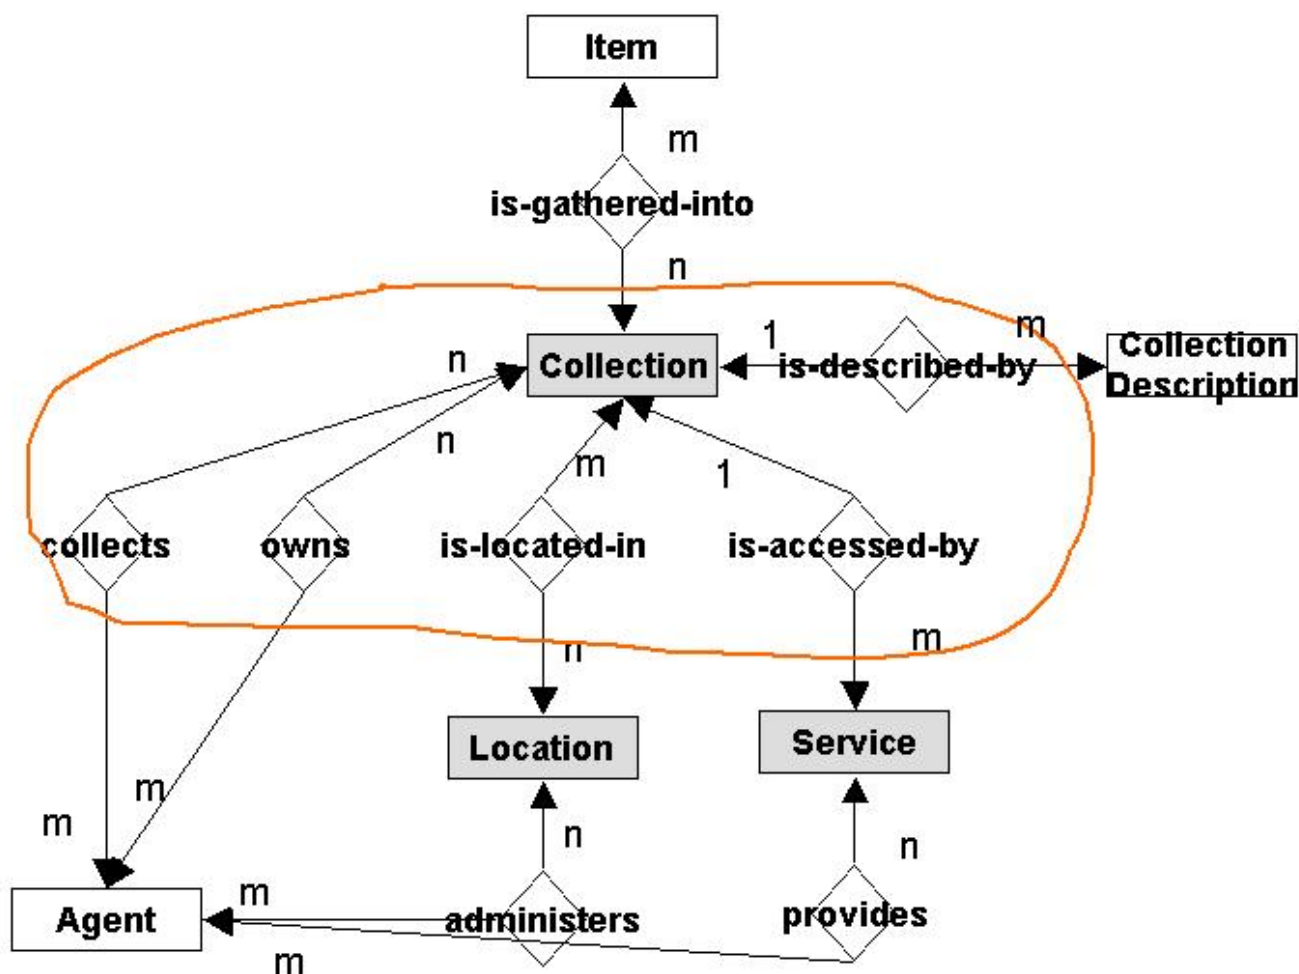 Item
m
is-gathered-into
n
1
m
Collection
is-described-by
Collection
Description
n
n
m
1
collects
owns
is-located-in
is-accessed-by
n
m
Location
Service
m
m
n
n
Agent
m
administers
provides
m